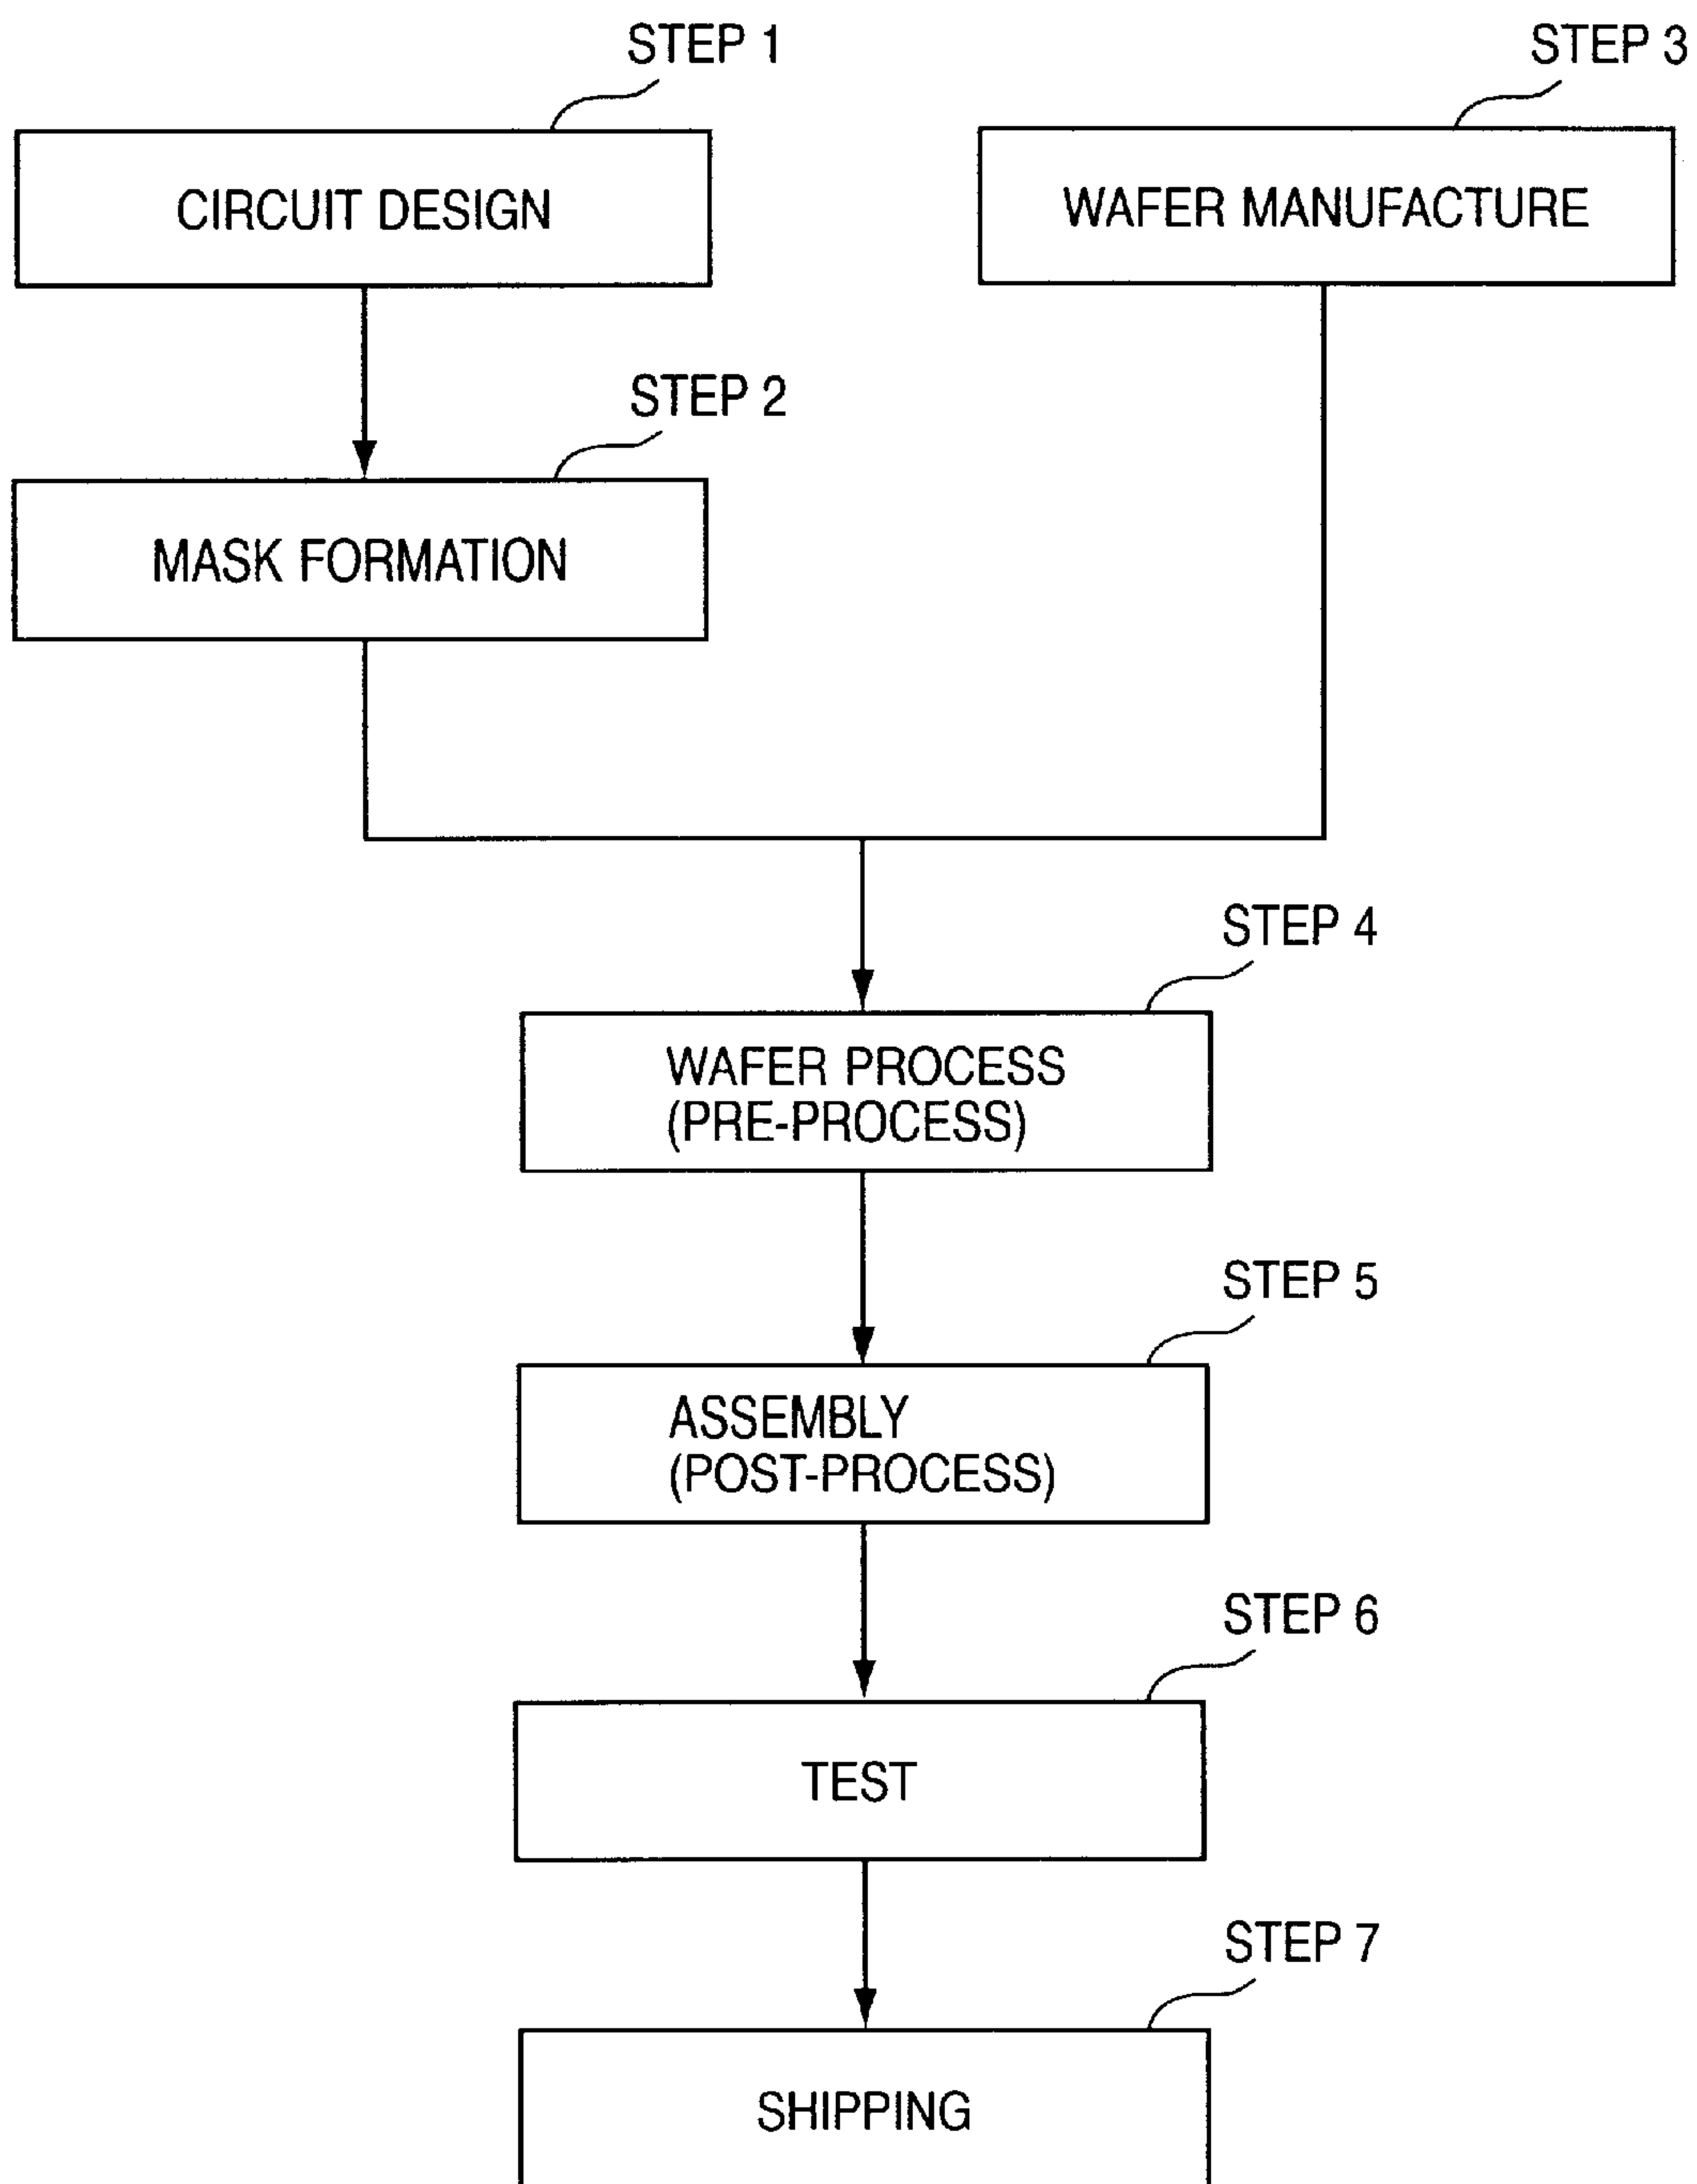 STEP 1
CIRCUIT DESIGN
STEP 2
MASK FORMATION
STEP 3
WAFER MANUFACTURE
STEP 4
WAFER PROCESS
(PRE-PROCESS)
STEP 5
ASSEMBLY
(POST-PROCESS)
STEP 6
TEST
STEP 7
SHIPPING